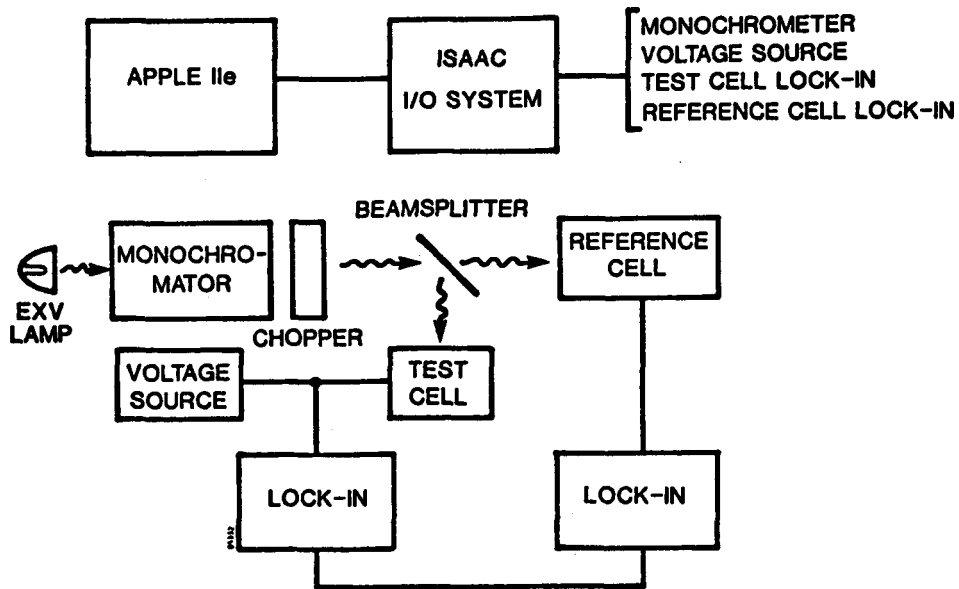 APPLE IIe
ISAAC
I/O SYSTEM
MONOCHROMETER
VOLTAGE SOURCE
TEST CELL LOCK-IN
REFERENCE CELL LOCK-IN
BEAMSPLITTER
EXV
LAMP
MONOCHRO-
MATOR
CHOPPER
REFERENCE
CELL
VOLTAGE
SOURCE
TEST
CELL
LOCK-IN
LOCK-IN